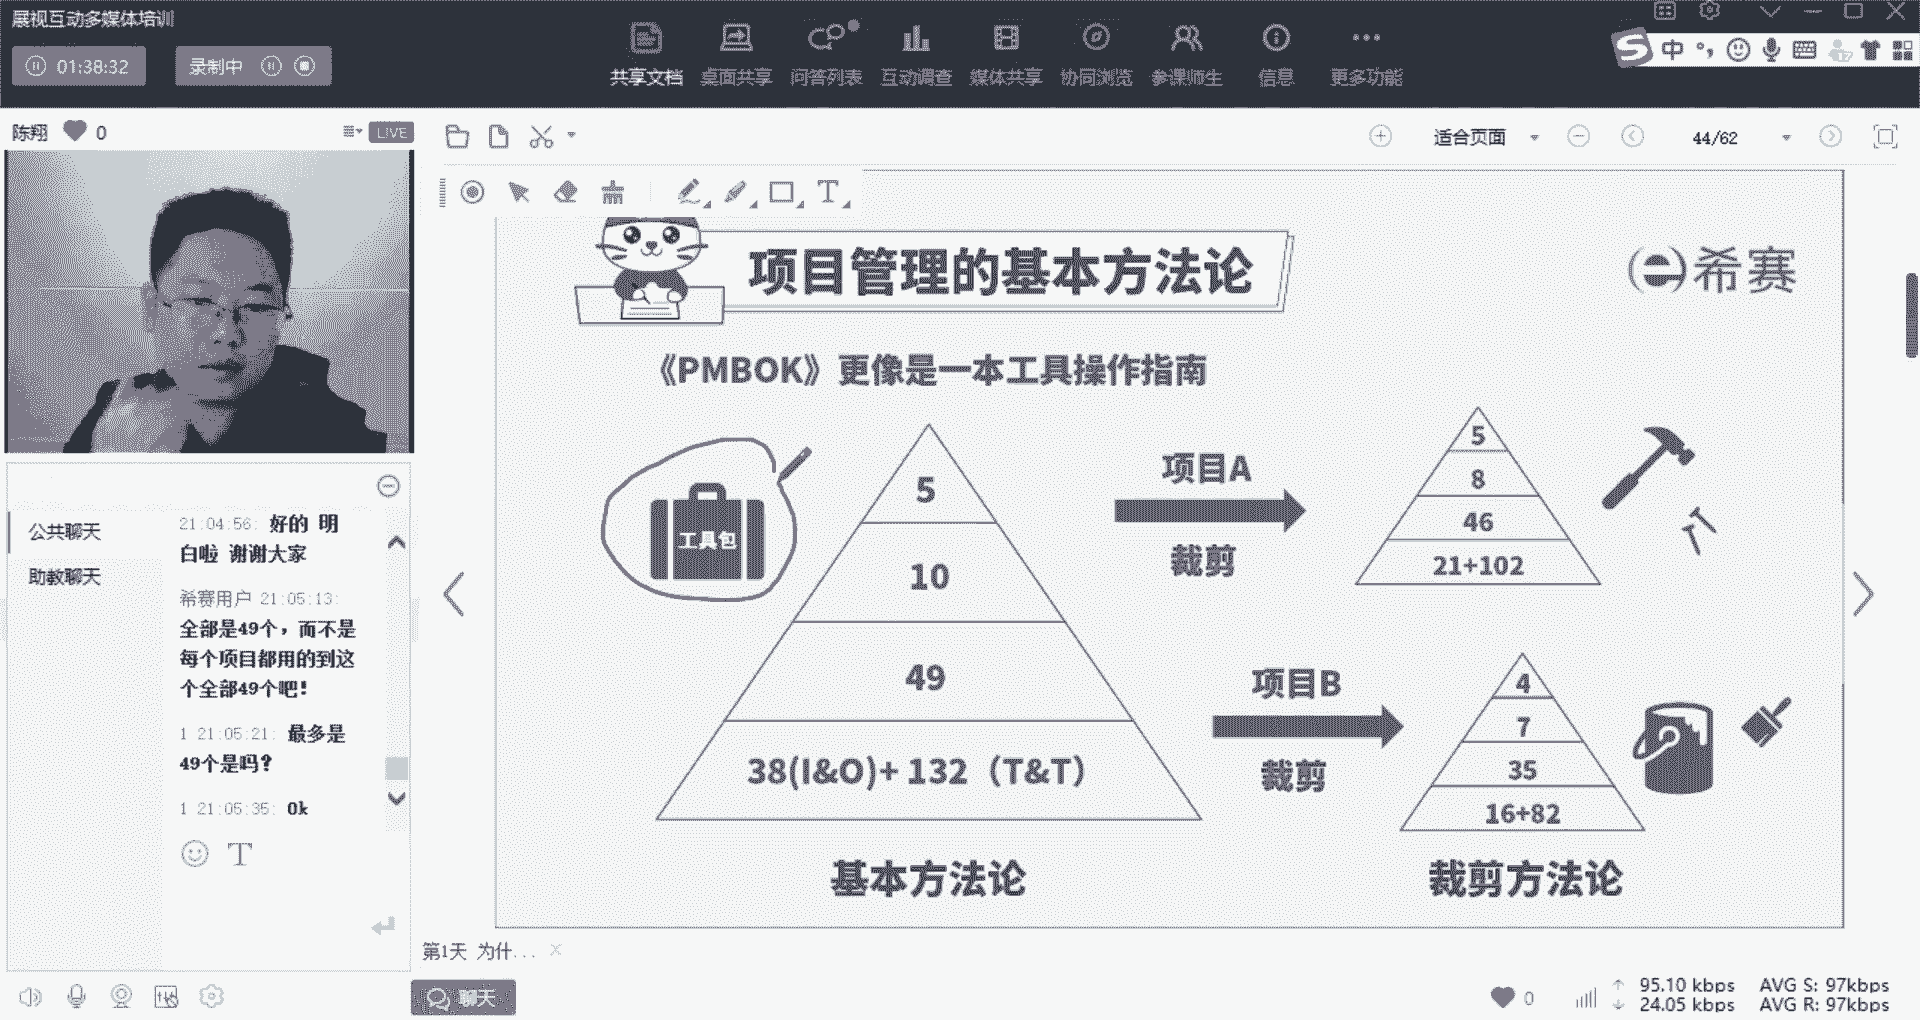 展视互动多媒体培训
01:38:32
录制中
共享文档
桌面共享
问答列表
互动调查
媒体共享
协同浏览
参课师生
信息
更多功能
中
陈翔
0
LIVE
适合页面
44/62
项目管理的基本方法论
希赛
《PMBOK》更像是一本工具操作指南
工具包
5
10
49
38(I&O)+ 132（T&T）
基本方法论
项目A
裁剪
5
8
46
21+102
项目B
裁剪
4
7
35
16+82
裁剪方法论
公共聊天
助教聊天
21:04:56: 好的 明
白啦 谢谢大家
希赛用户 21:05:13:
全部是49个，而不是
每个项目都用的到这
个全部49个吧！
1 21:05:21: 最多是
49个是吗？
1 21:05:35: Ok
第1天 为什...
聊天
0
95.10 kbps
24.05 kbps
AVG S: 97kbps
AVG R: 97kbps